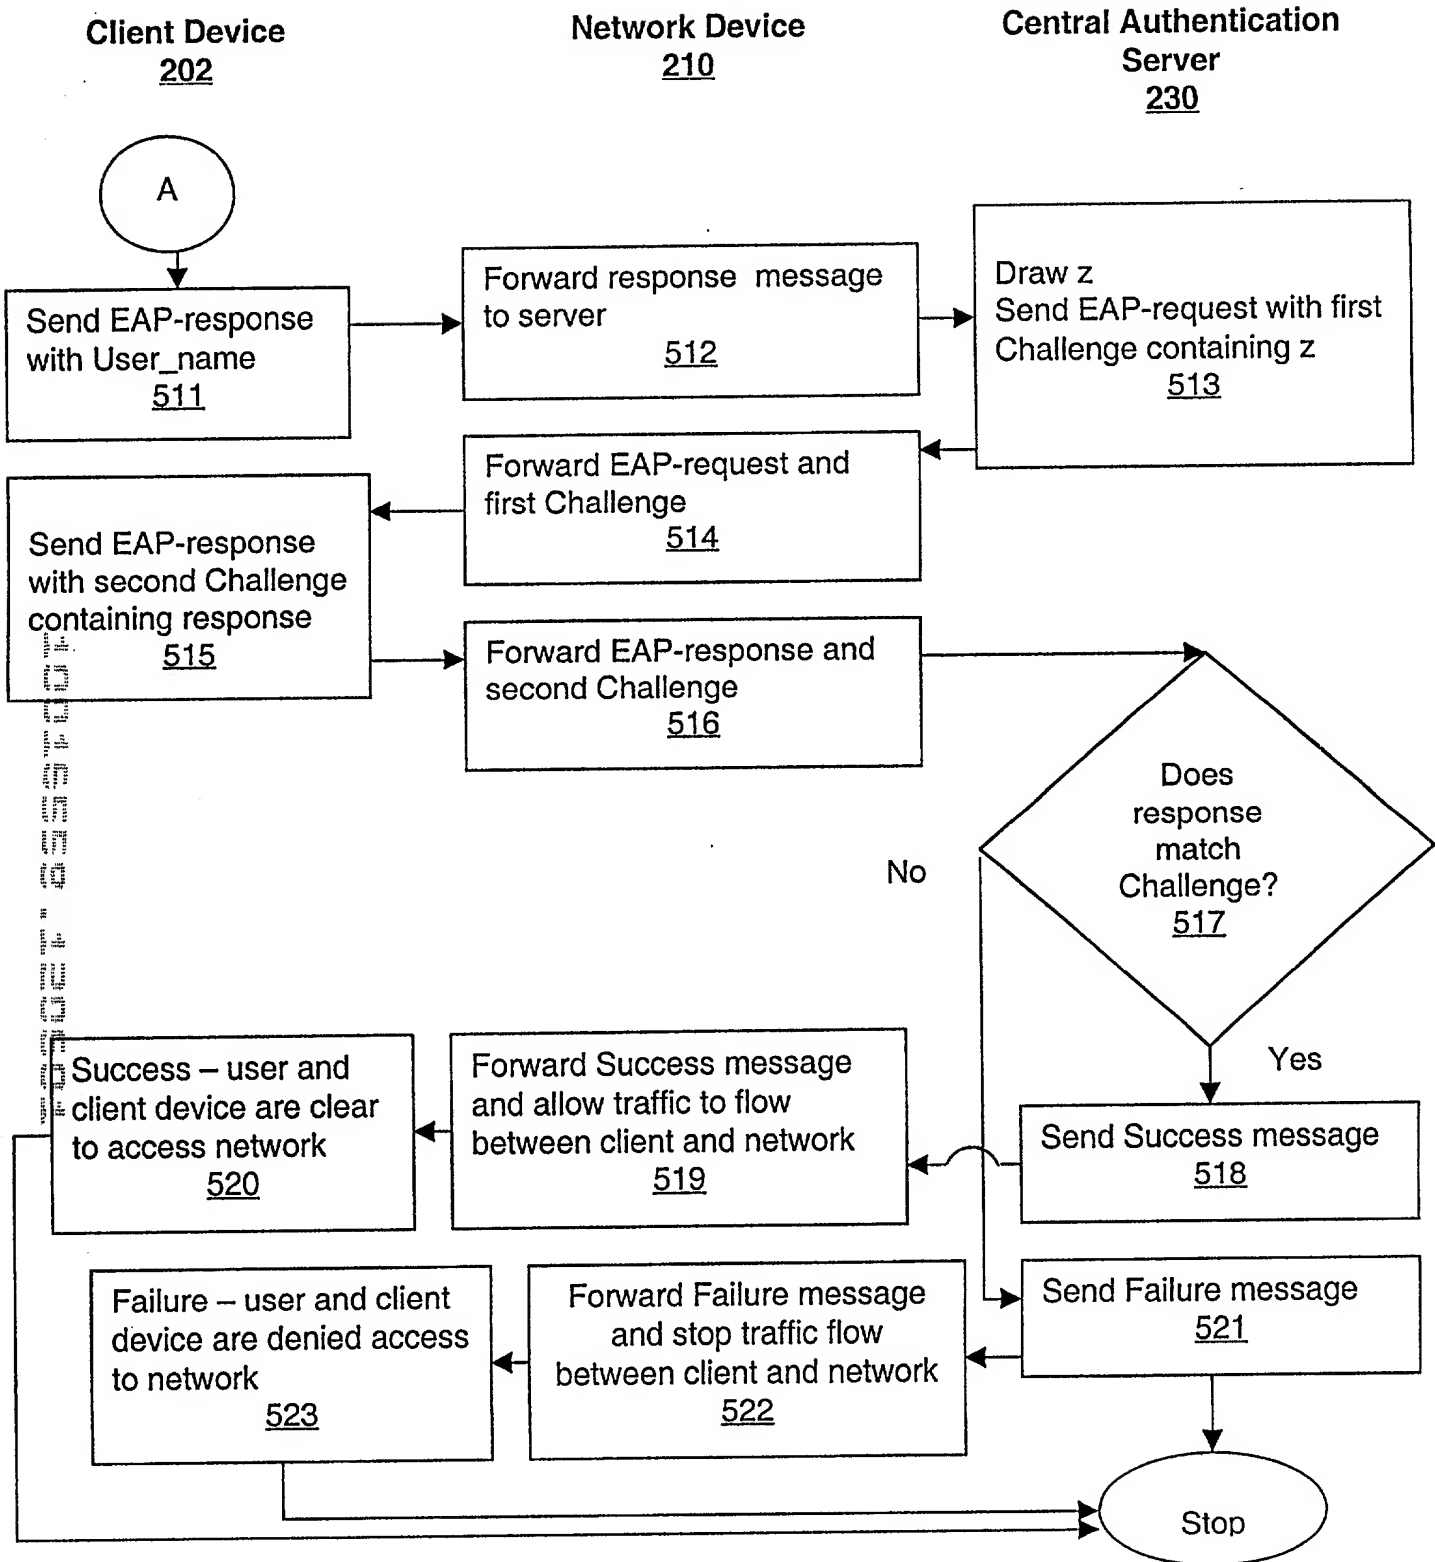 Client Device
202
Network Device
210
Central Authentication
Server
230
A
Send EAP-response
with User_name
511
Forward response message
to server
512
Draw z
Send EAP-request with first
Challenge containing z
513
Forward EAP-request and
first Challenge
514
Send EAP-response
with second Challenge
containing response
515
Forward EAP-response and
second Challenge
516
Does
response
match
Challenge?
517
No
Yes
Send Success message
518
Forward Success message
and allow traffic to flow
between client and network
519
Success – user and
client device are clear
to access network
520
Send Failure message
521
Forward Failure message
and stop traffic flow
between client and network
522
Failure – user and client
device are denied access
to network
523
Stop